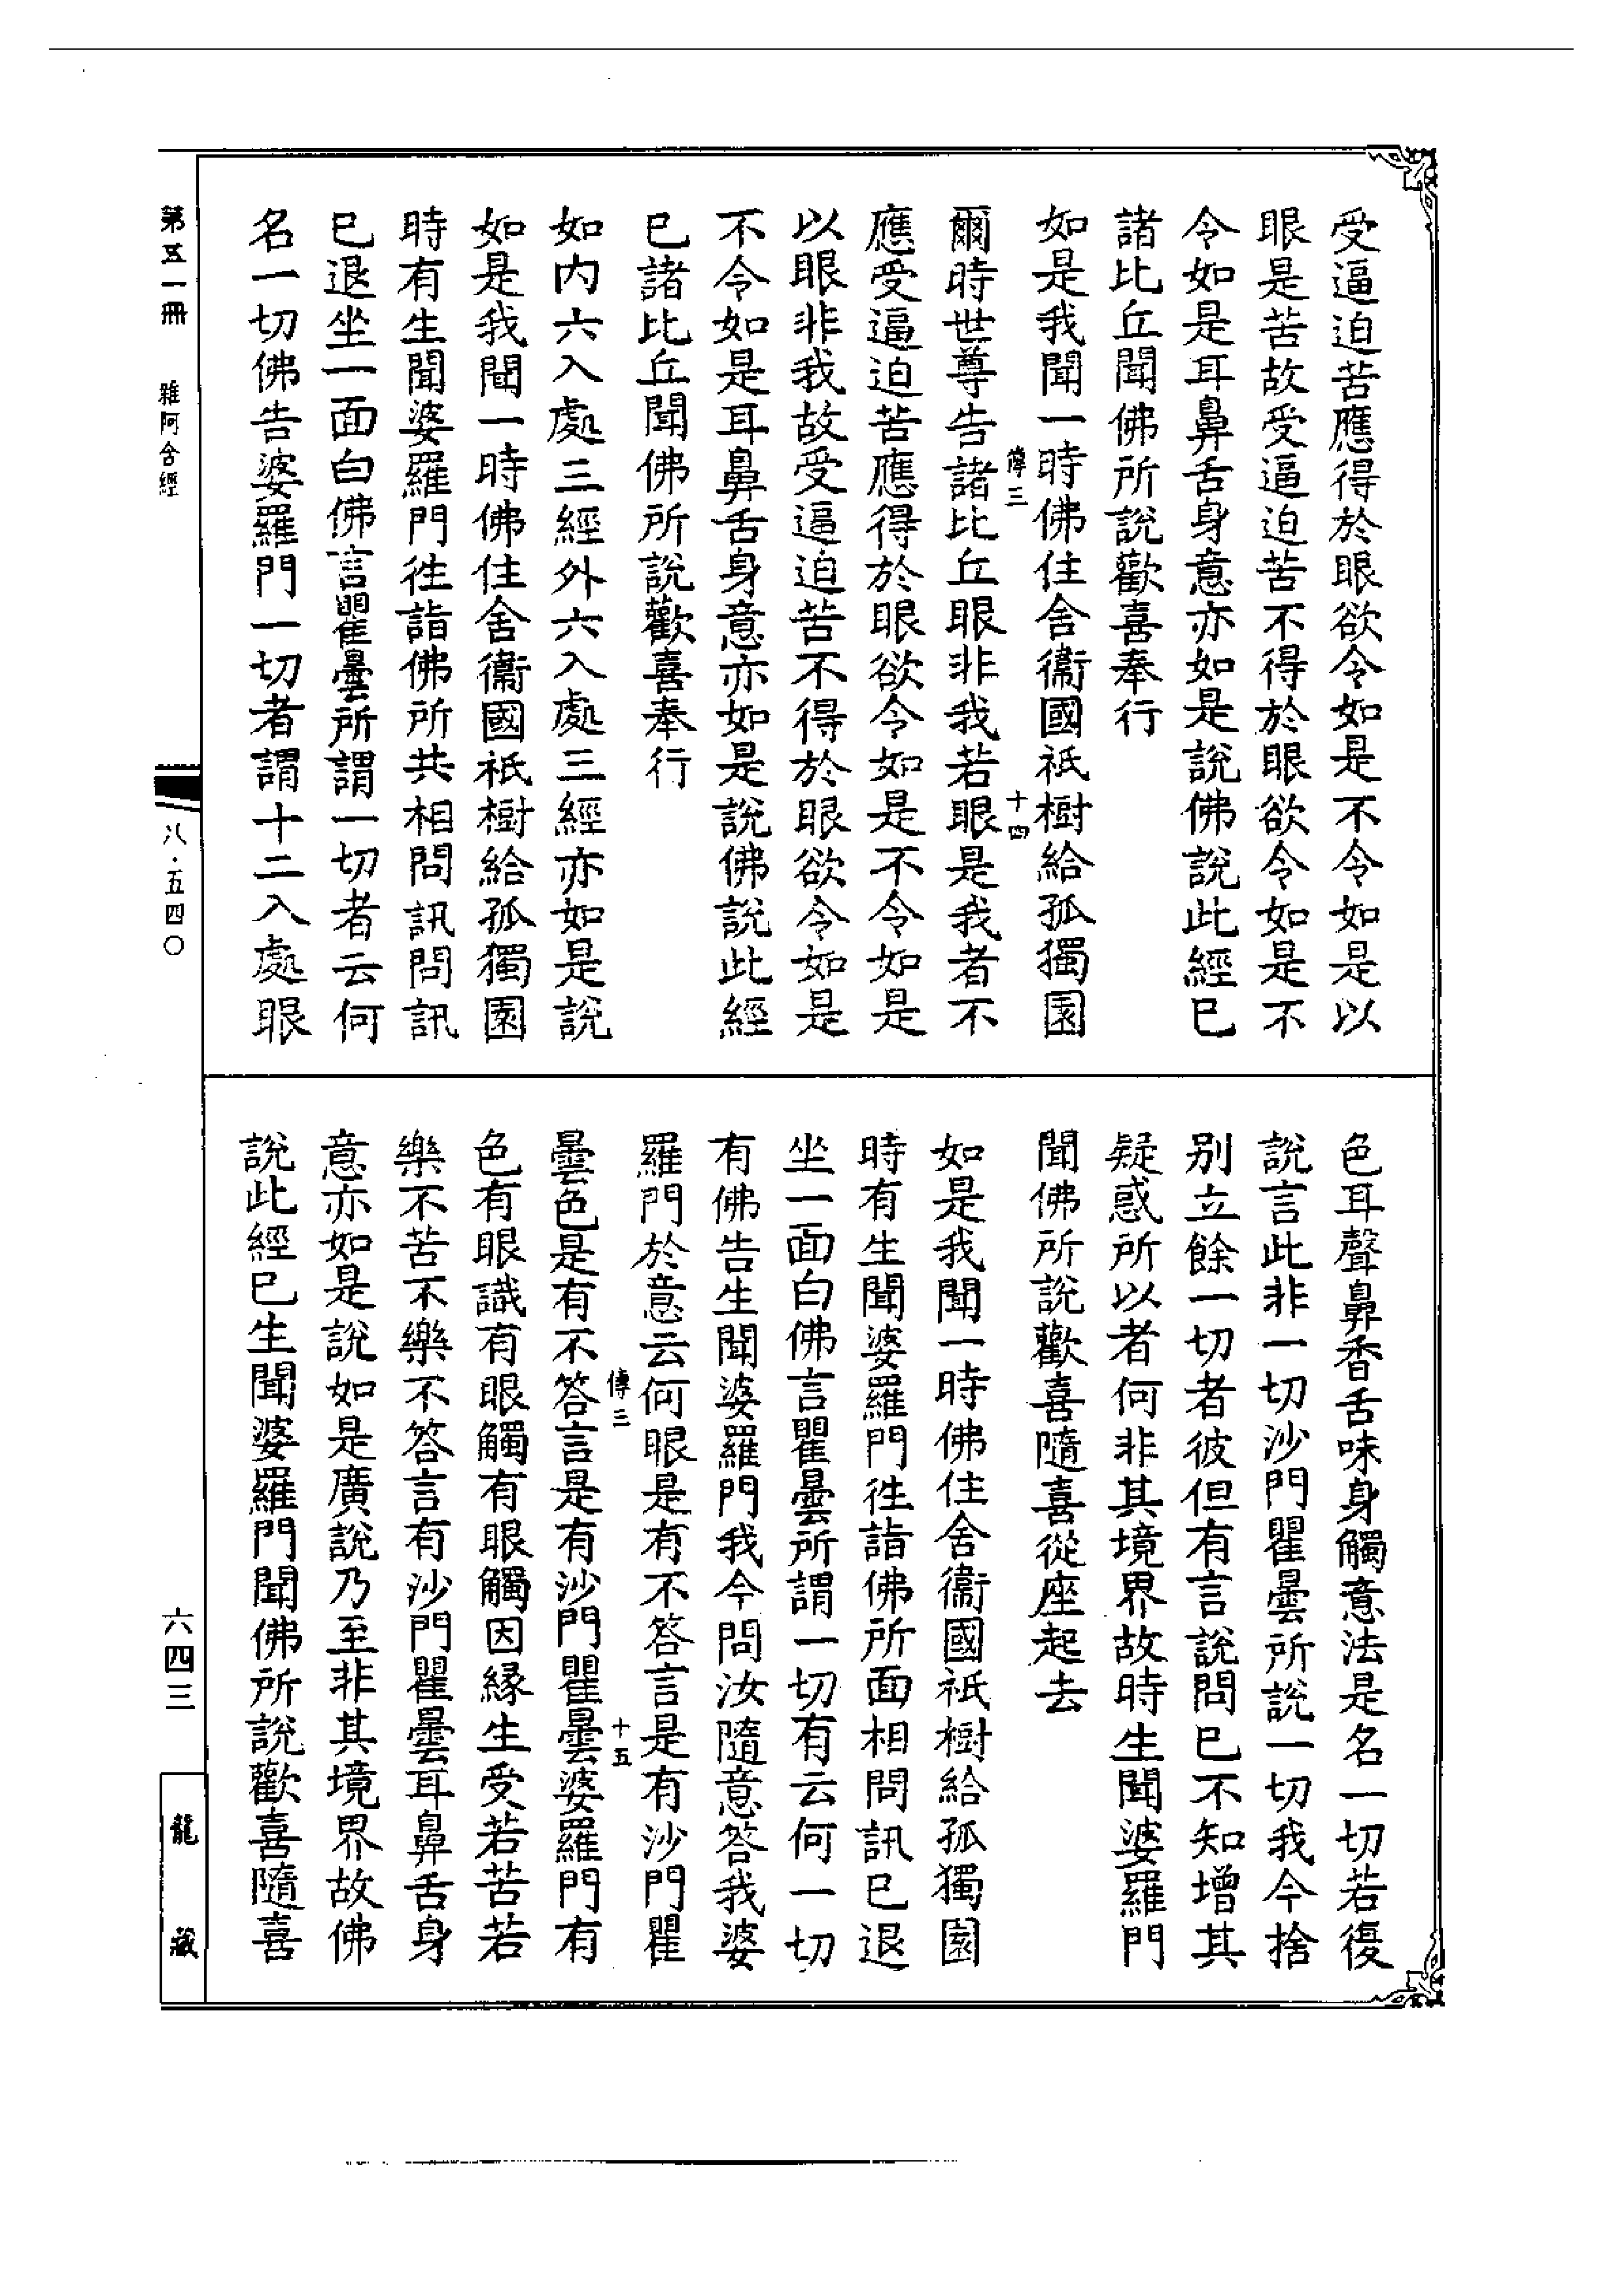 受逼迫苦應得於眼欲令如是不令如是以
眼是苦故受逼迫苦不得於眼欲令如是不
令如是耳鼻舌身意亦如是說佛說此經已
諸比丘聞佛所說歡喜奉行
如是我聞一時佛住舍衞國祇樹給孤獨園
傳三 十四
爾時世尊告諸比丘眼非我若眼是我者不
應受逼迫苦應得於眼欲令如是不令如是
以眼非我故受逼迫苦不得於眼欲令如是
不令如是耳鼻舌身意亦如是說佛說此經
已諸比丘聞佛所說歡喜奉行
如内六入處三經外六入處三經亦如是說
如是我聞一時佛住舍衞國祇樹給孤獨園
時有生聞婆羅門徃詣佛所共相問訊問訊
已退坐一面白佛言瞿曇所謂一切者云何
名一切佛告婆羅門一切者謂十二入處眼
色耳聲鼻香舌味身觸意法是名一切若復
說言此非一切沙門瞿曇所說一切我今捨
别立餘一切者彼但有言說問已不知增其
疑惑所以者何非其境界故時生聞婆羅門
聞佛所說歡喜隨喜從座起去
如是我聞一時佛住舍衞國祇樹給孤獨園
時有生聞婆羅門徃詣佛所面相問訊已退
坐一面白佛言瞿曇所謂一切有云何一切
有佛告生聞婆羅門我今問汝隨意答我婆
羅門於意云何眼是有不答言是有沙門瞿
傳三 十五
曇色是有不答言是有沙門瞿曇婆羅門有
色有眼識有眼觸有眼觸因緣生受若苦若
樂不苦不樂不答言有沙門瞿曇耳鼻舌身
意亦如是說如是廣說乃至非其境界故佛
說此經已生聞婆羅門聞佛所說歡喜隨喜
第五一冊 雜阿含經
八·五四〇
六四三
龍藏